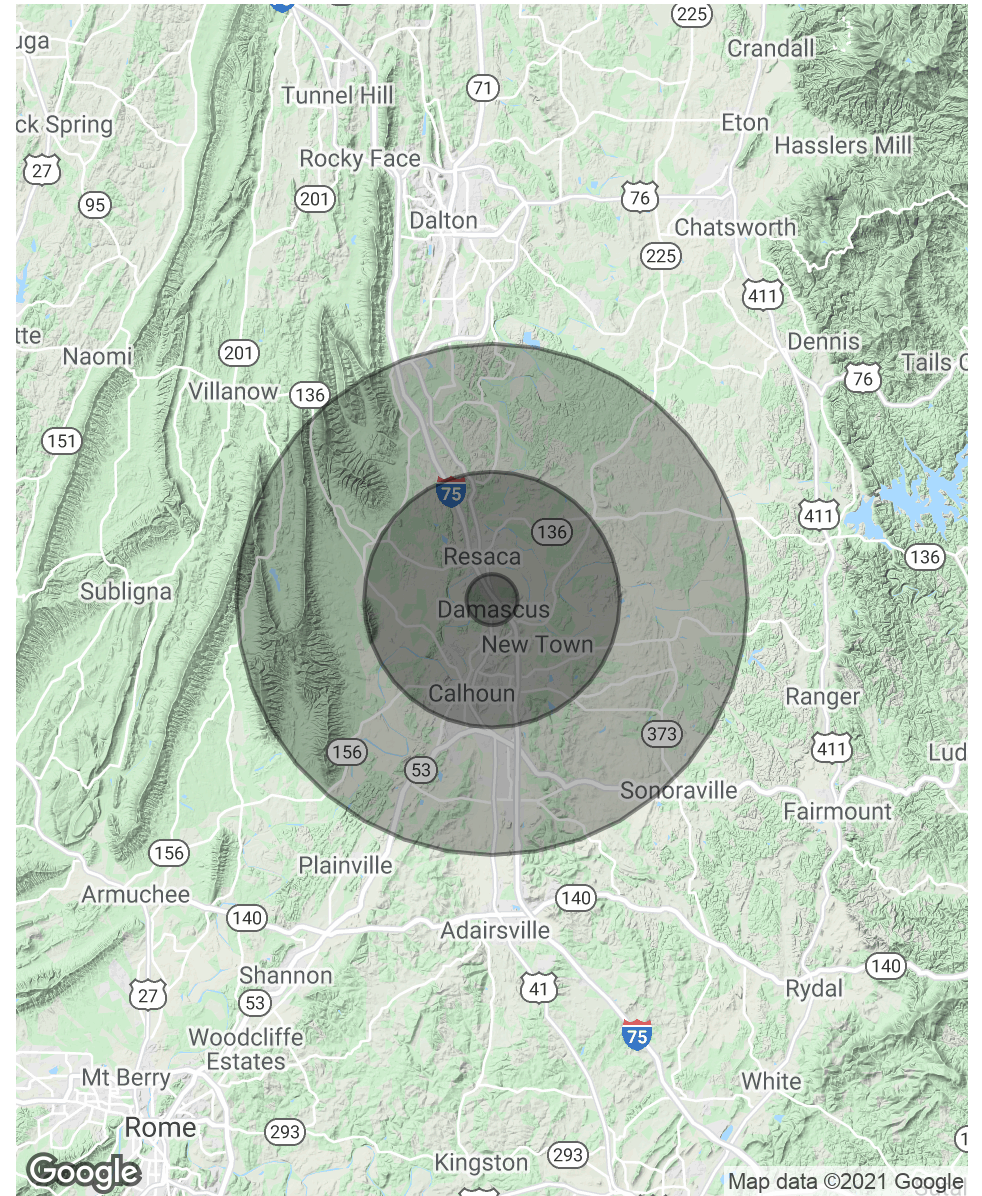 225
Crandall
uga
Tunnel Hill
71
ck Spring
Eton
Hasslers Mill
Rocky Face
27
76
201
95
Dalton
Chatsworth
225
411
tte
Dennis
Naomi
201
Tails C
76
Villanow
136
151
75
411
136
Resaca
136
Subligna
Damascus
New Town
Calhoun
Ranger
373
411
156
Lud
53
Sonoraville
Fairmount
156
Plainville
Armuchee
140
140
Adairsville
140
Shannon
41
27
53
Rydal
Woodcliffe
Estates
75
Mt Berry
White
Rome
293
1
Kingston
293
Google
Map data ©2021 Google